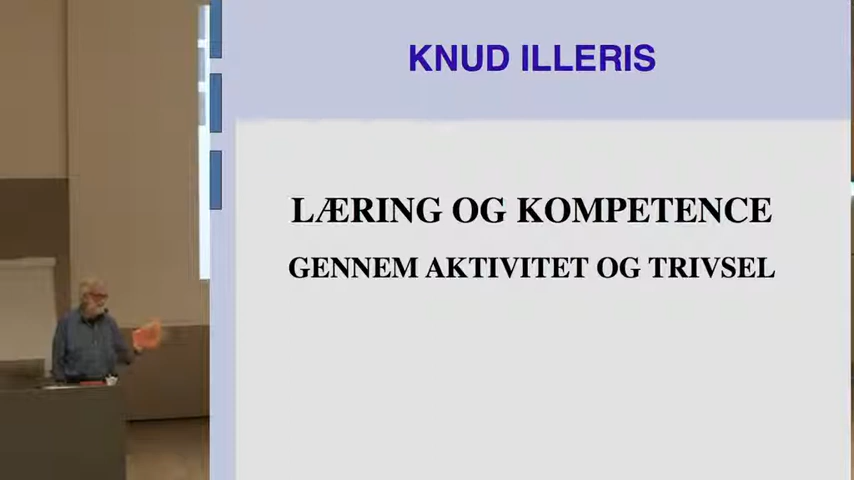 KNUD ILLERIS
LÆRING OG KOMPETENCE
GENNEM AKTIVITET OG TRIVSEL